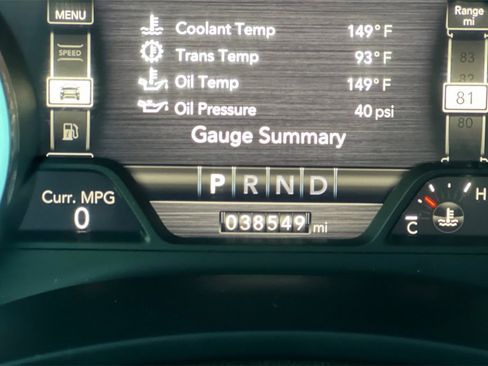 MENU
Range
mi
Coolant Temp 149°F
SPEED
Trans Temp 93°F
83
82
Oil Temp 149°F
81
Oil Pressure 40 psi
80
Gauge Summary
P R N D
Curr. MPG
0
038549 mi
C H